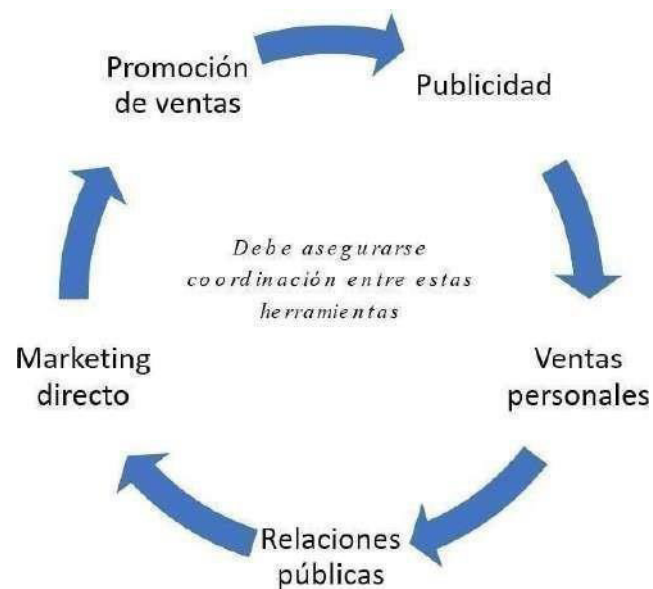 Promoción
de ventas
Publicidad
Debe asegurarse
coordinación entre estas
herramientas
Marketing
directo
Ventas
personales
Relaciones
públicas